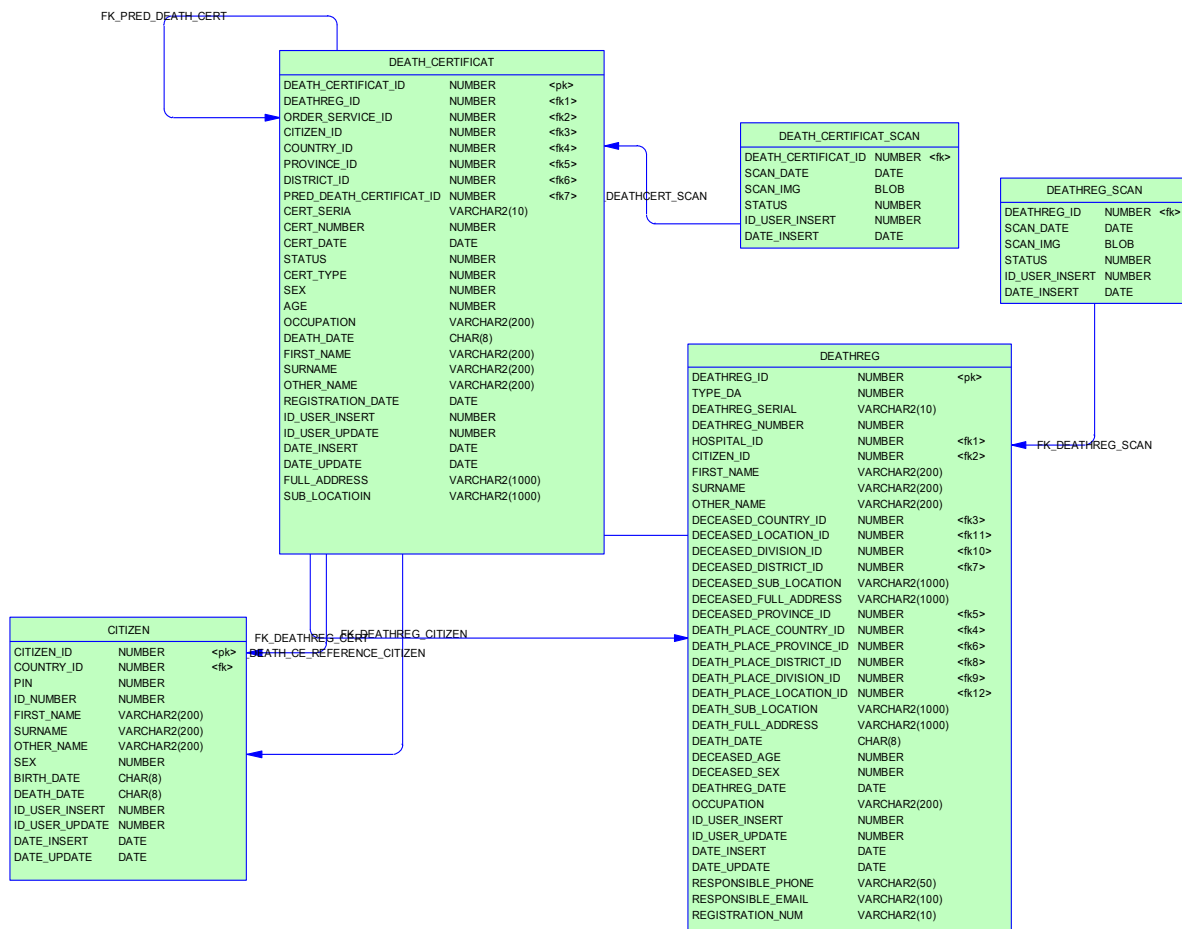 FK_PRED_DEATH_CERT
DEATH_CERTIFICAT
DEATH_CERTIFICAT_ID NUMBER <pk>
DEATHREG_ID NUMBER <fk1>
ORDER_SERVICE_ID NUMBER <fk2>
CITIZEN_ID NUMBER <fk3>
COUNTRY_ID NUMBER <fk4>
PROVINCE_ID NUMBER <fk5>
DISTRICT_ID NUMBER <fk6>
PRED_DEATH_CERTIFICAT_ID NUMBER <fk7>
CERT_SERIA VARCHAR2(10)
CERT_NUMBER NUMBER
CERT_DATE DATE
STATUS NUMBER
CERT_TYPE NUMBER
SEX NUMBER
AGE NUMBER
OCCUPATION VARCHAR2(200)
DEATH_DATE CHAR(8)
FIRST_NAME VARCHAR2(200)
SURNAME VARCHAR2(200)
OTHER_NAME VARCHAR2(200)
REGISTRATION_DATE DATE
ID_USER_INSERT NUMBER
ID_USER_UPDATE NUMBER
DATE_INSERT DATE
DATE_UPDATE DATE
FULL_ADDRESS VARCHAR2(1000)
SUB_LOCATIOIN VARCHAR2(1000)
_DEATHCERT_SCAN
DEATH_CERTIFICAT_SCAN
DEATH_CERTIFICAT_ID NUMBER <fk>
SCAN_DATE DATE
SCAN_IMG BLOB
STATUS NUMBER
ID_USER_INSERT NUMBER
DATE_INSERT DATE
DEATHREG_SCAN
DEATHREG_ID NUMBER <fk>
SCAN_DATE DATE
SCAN_IMG BLOB
STATUS NUMBER
ID_USER_INSERT NUMBER
DATE_INSERT DATE
FK_DEATHREG_SCAN
DEATHREG
DEATHREG_ID NUMBER <pk>
TYPE_DA NUMBER
DEATHREG_SERIAL VARCHAR2(10)
DEATHREG_NUMBER NUMBER
HOSPITAL_ID NUMBER <fk1>
CITIZEN_ID NUMBER <fk2>
FIRST_NAME VARCHAR2(200)
SURNAME VARCHAR2(200)
OTHER_NAME VARCHAR2(200)
DECEASED_COUNTRY_ID NUMBER <fk3>
DECEASED_LOCATION_ID NUMBER <fk11>
DECEASED_DIVISION_ID NUMBER <fk10>
DECEASED_DISTRICT_ID NUMBER <fk7>
DECEASED_SUB_LOCATION VARCHAR2(1000)
DECEASED_FULL_ADDRESS VARCHAR2(1000)
DECEASED_PROVINCE_ID NUMBER <fk5>
DEATH_PLACE_COUNTRY_ID NUMBER <fk4>
DEATH_PLACE_PROVINCE_ID NUMBER <fk6>
DEATH_PLACE_DISTRICT_ID NUMBER <fk8>
DEATH_PLACE_DIVISION_ID NUMBER <fk9>
DEATH_PLACE_LOCATION_ID NUMBER <fk12>
DEATH_SUB_LOCATION VARCHAR2(1000)
DEATH_FULL_ADDRESS VARCHAR2(1000)
DEATH_DATE CHAR(8)
DECEASED_AGE NUMBER
DECEASED_SEX NUMBER
DEATHREG_DATE DATE
OCCUPATION VARCHAR2(200)
ID_USER_INSERT NUMBER
ID_USER_UPDATE NUMBER
DATE_INSERT DATE
DATE_UPDATE DATE
RESPONSIBLE_PHONE VARCHAR2(50)
RESPONSIBLE_EMAIL VARCHAR2(100)
REGISTRATION_NUM VARCHAR2(10)
FK_DEATHREG_CERT
FK_DEATHREG_CITIZEN
_DEATH_CE_REFERENCE_CITIZEN
CITIZEN
CITIZEN_ID NUMBER <pk>
COUNTRY_ID NUMBER <fk>
PIN NUMBER
ID_NUMBER NUMBER
FIRST_NAME VARCHAR2(200)
SURNAME VARCHAR2(200)
OTHER_NAME VARCHAR2(200)
SEX NUMBER
BIRTH_DATE CHAR(8)
DEATH_DATE CHAR(8)
ID_USER_INSERT NUMBER
ID_USER_UPDATE NUMBER
DATE_INSERT DATE
DATE_UPDATE DATE